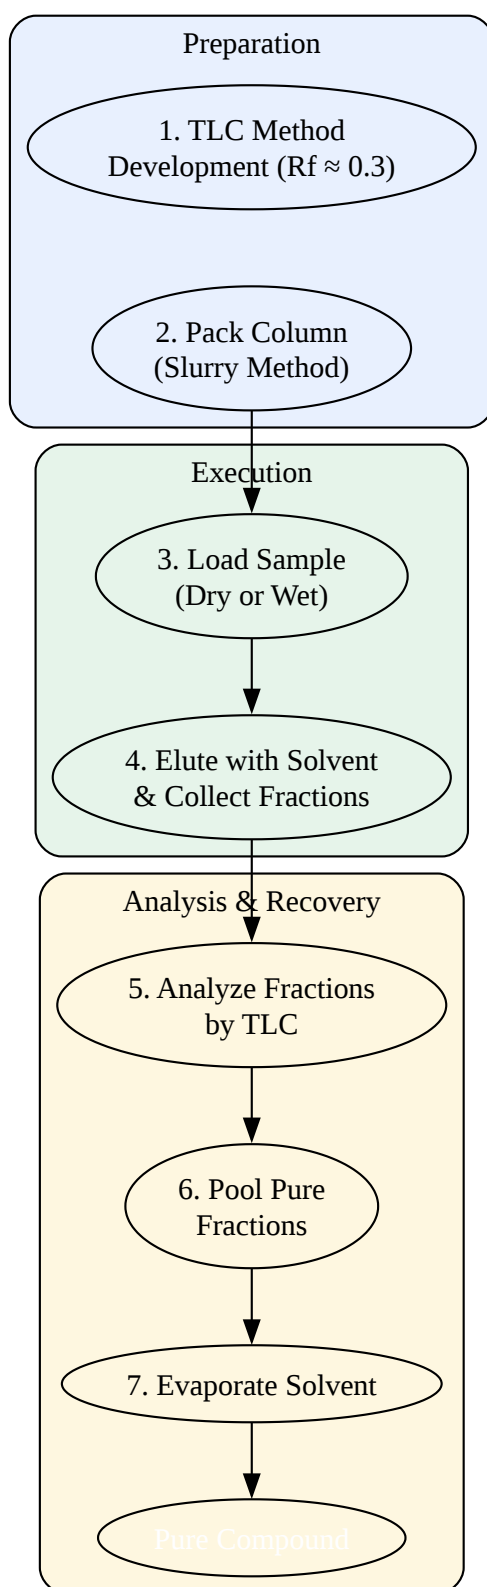 Preparation
1. TLC Method
Development (Rf ≈ 0.3)
2. Pack Column
(Slurry Method)
Execution
3. Load Sample
(Dry or Wet)
4. Elute with Solvent
& Collect Fractions
Analysis & Recovery
5. Analyze Fractions
by TLC
6. Pool Pure
Fractions
7. Evaporate Solvent
Pure Compound